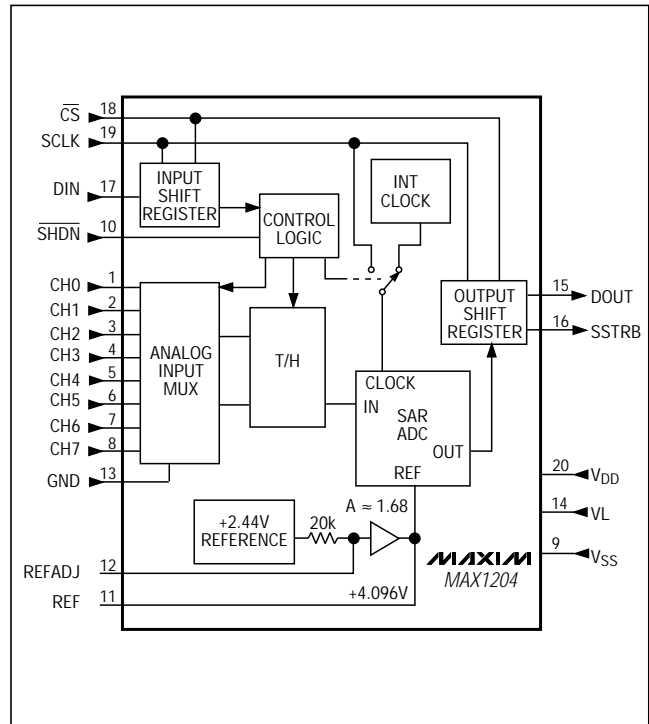 CS 18
SCLK 19
DIN 17
SHDN 10
CH0 1
CH1 2
CH2 3
CH3 4
CH4 5
CH5 6
CH6 7
CH7 8
GND 13
REFADJ 12
REF 11
INPUT
SHIFT
REGISTER
CONTROL
LOGIC
INT
CLOCK
ANALOG
INPUT
MUX
T/H
CLOCK
IN
SAR
ADC
OUT
REF
OUTPUT
SHIFT
REGISTER
15 DOUT
16 SSTRB
20 VDD
14 VL
9 VSS
+2.44V
REFERENCE
20k
A ≈ 1.68
+4.096V
MAXIM
MAX1204